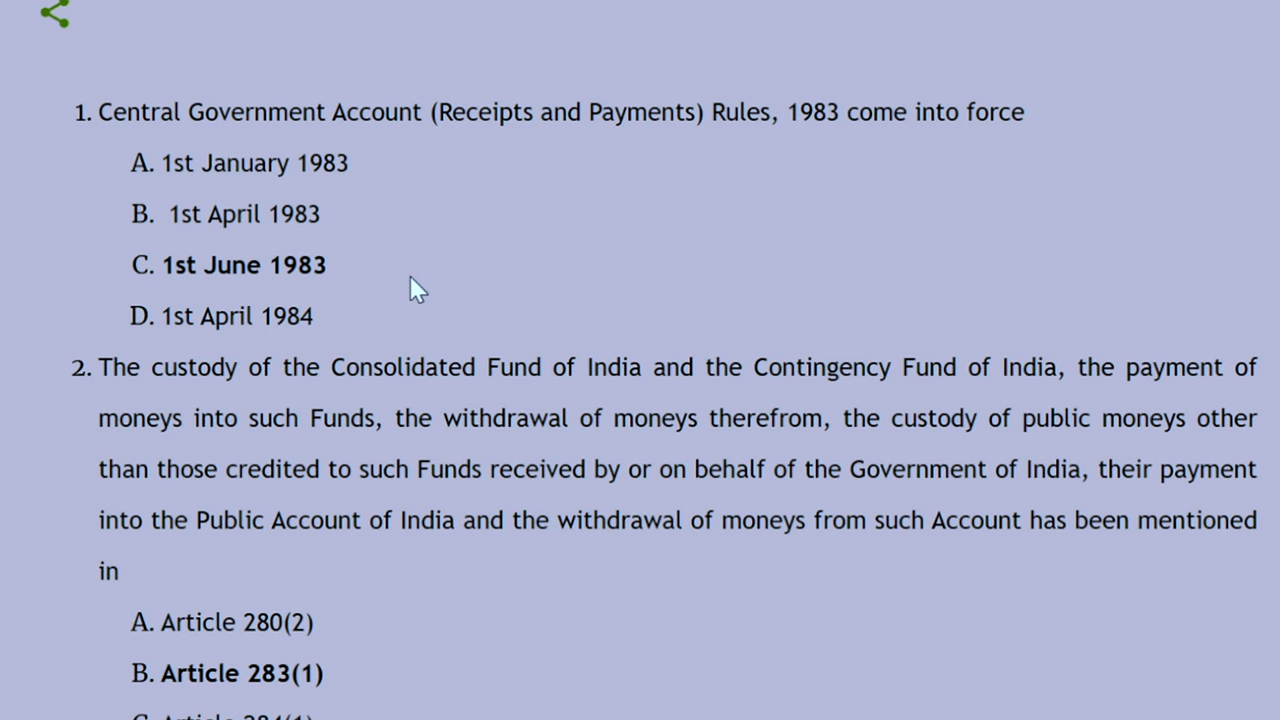 1. Central Government Account (Receipts and Payments) Rules, 1983 come into force
A. 1st January 1983
B. 1st April 1983
C. 1st June 1983
D. 1st April 1984
2. The custody of the Consolidated Fund of India and the Contingency Fund of India, the payment of
moneys into such Funds, the withdrawal of moneys therefrom, the custody of public moneys other
than those credited to such Funds received by or on behalf of the Government of India, their payment
into the Public Account of India and the withdrawal of moneys from such Account has been mentioned
in
A. Article 280(2)
B. Article 283(1)